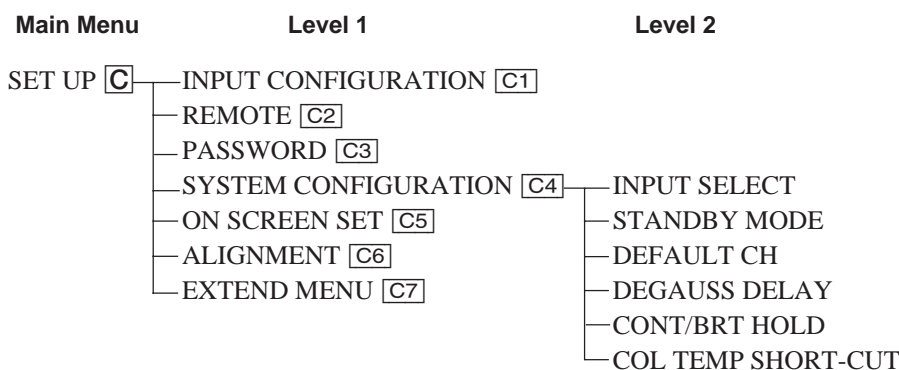 Main Menu Level 1 Level 2
SET UP C INPUT CONFIGURATION C1
REMOTE C2
PASSWORD C3
SYSTEM CONFIGURATION C4 INPUT SELECT
ON SCREEN SET C5 STANDBY MODE
ALIGNMENT C6 DEFAULT CH
EXTEND MENU C7 DEGAUSS DELAY
CONT/BRT HOLD
COL TEMP SHORT-CUT